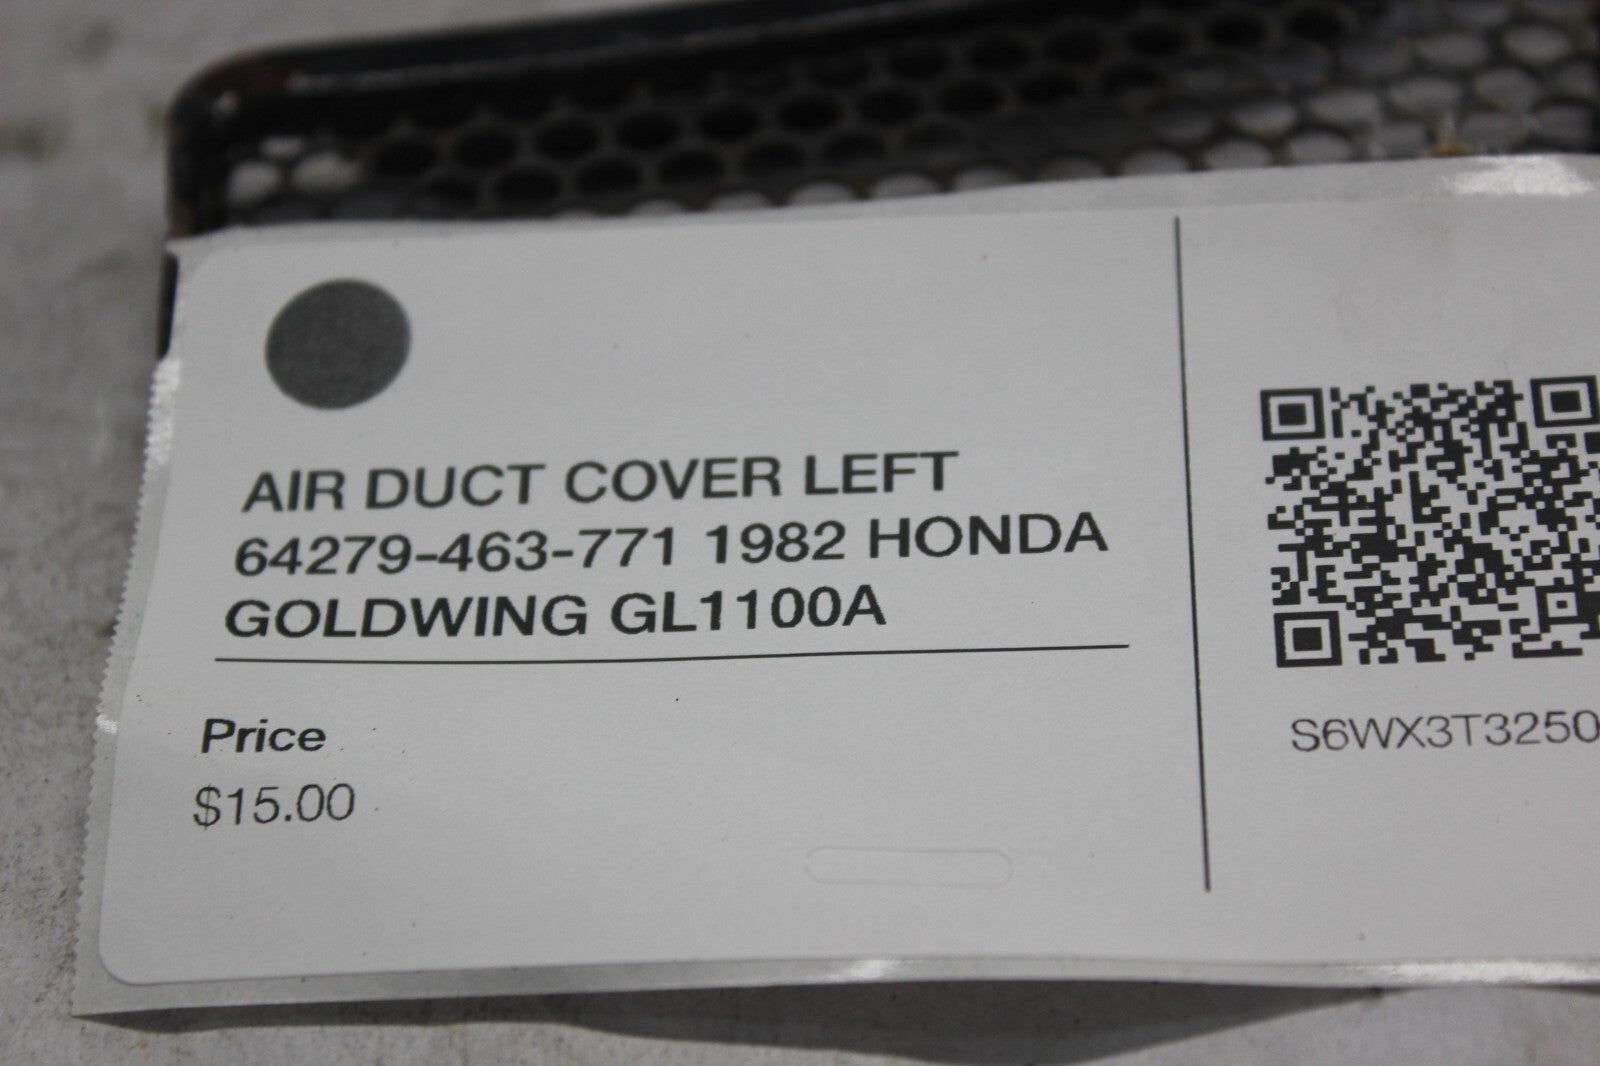 AIR DUCT COVER LEFT
64279-463-771 1982 HONDA
GOLDWING GL1100A
Price
$15.00
S6WX3T3250